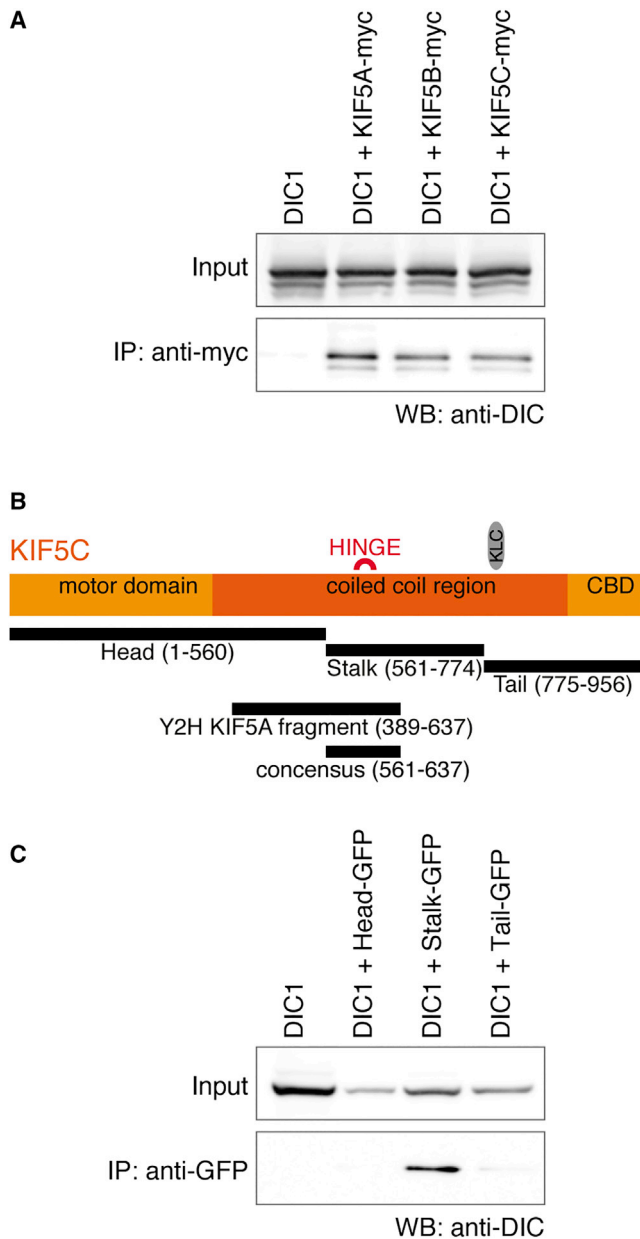 A
DIC1
DIC1 + KIF5A-myc
DIC1 + KIF5B-myc
DIC1 + KIF5C-myc
Input
IP: anti-myc
WB: anti-DIC
B
KIF5C
HINGE
KLC
motor domain
coiled coil region
CBD
Head (1-560)
Stalk (561-774)
Tail (775-956)
Y2H KIF5A fragment (389-637)
concensus (561-637)
C
DIC1
DIC1 + Head-GFP
DIC1 + Stalk-GFP
DIC1 + Tail-GFP
Input
IP: anti-GFP
WB: anti-DIC